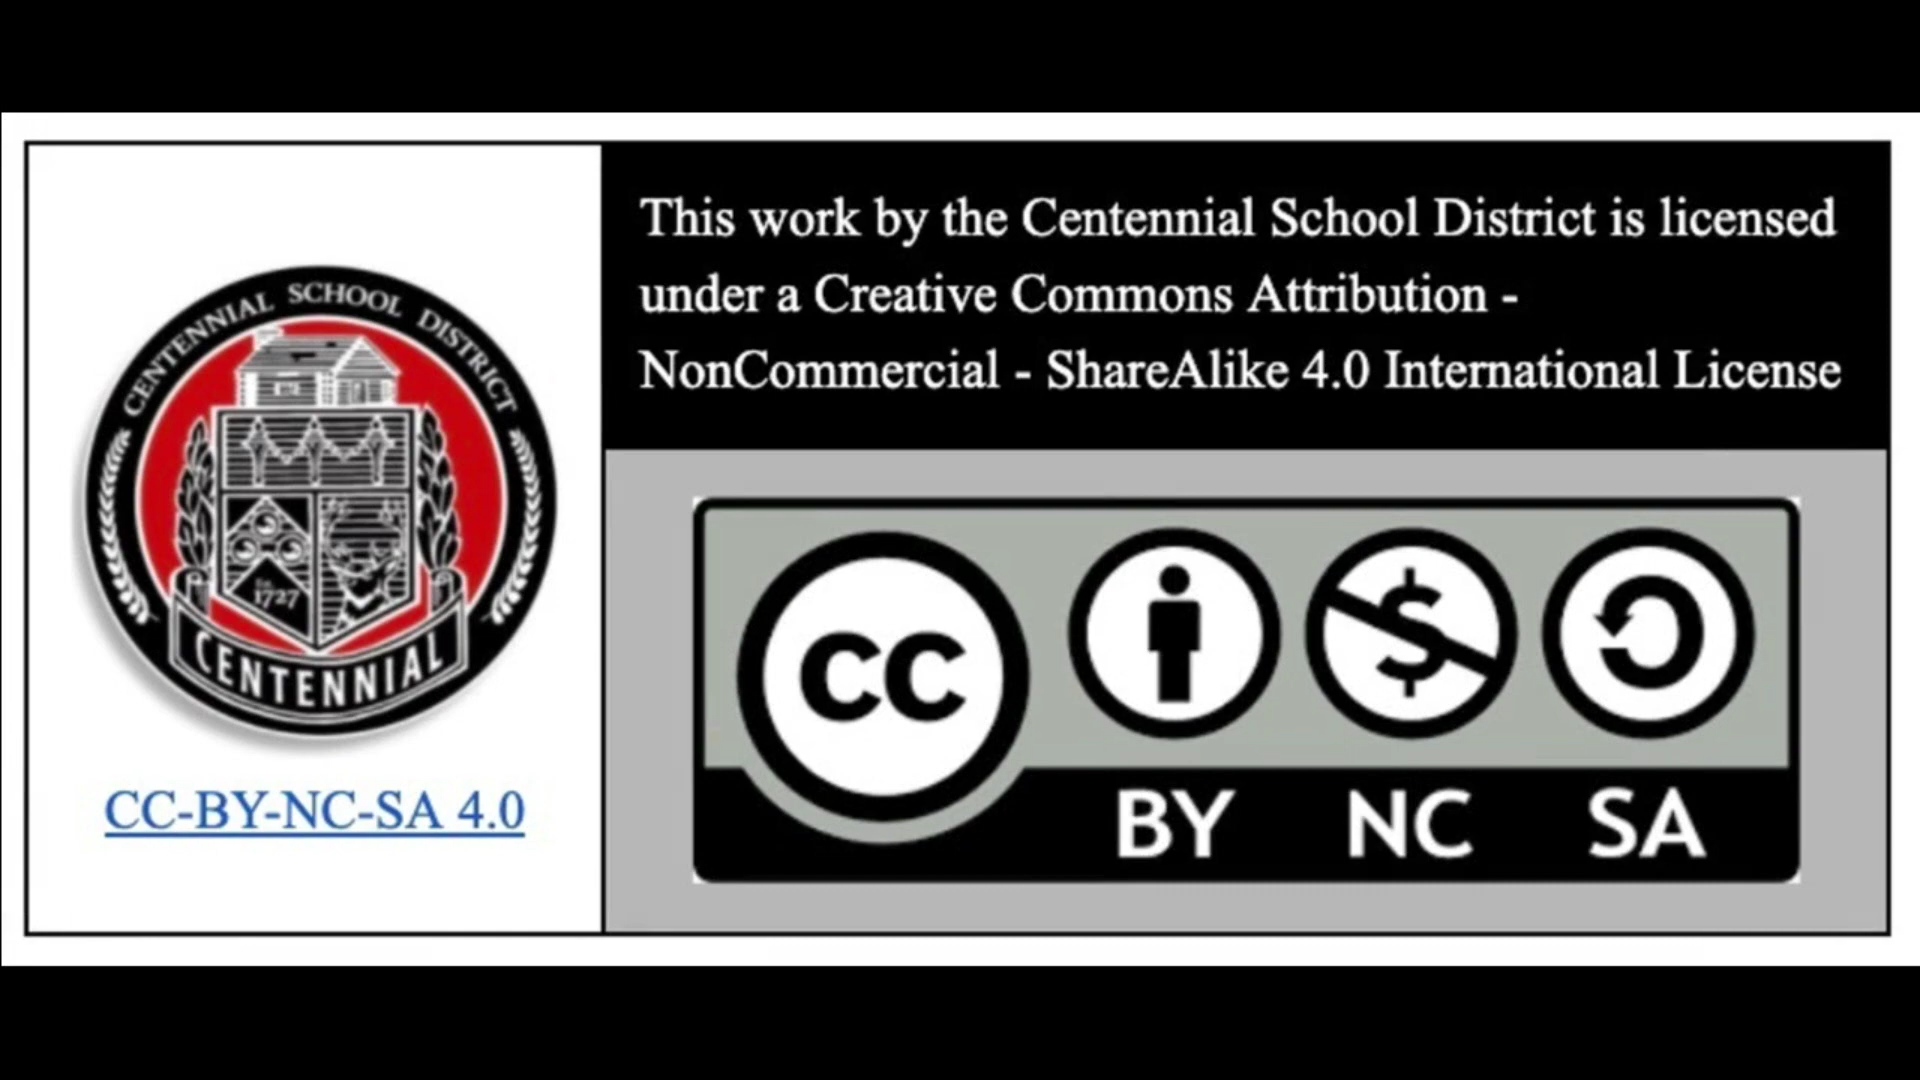 CENTENNIAL SCHOOL DISTRICT
Est.
1727
CENTENNIAL
CC-BY-NC-SA 4.0
This work by the Centennial School District is licensed
under a Creative Commons Attribution -
NonCommercial - ShareAlike 4.0 International License
CC
BY NC SA